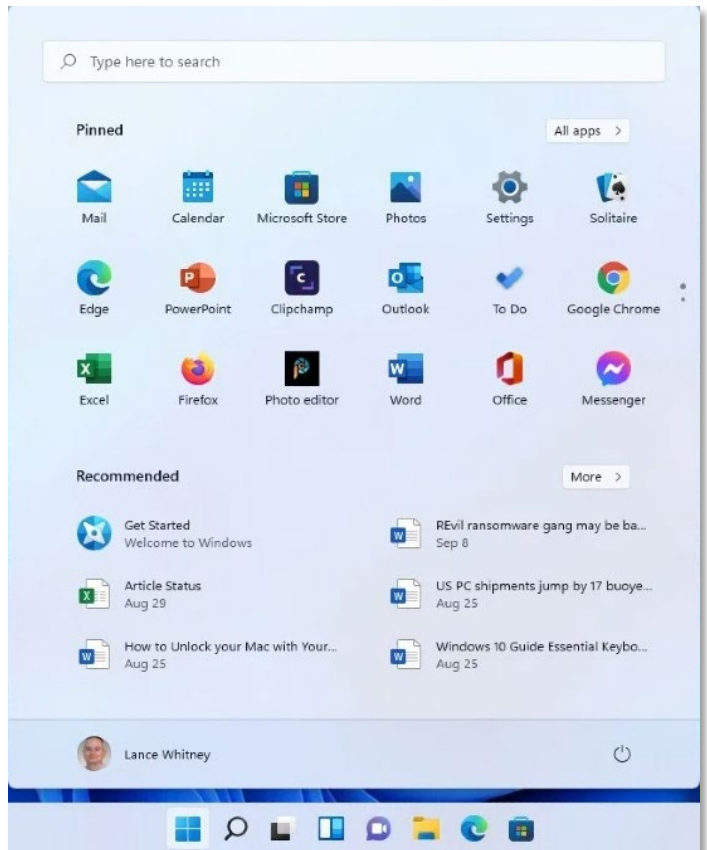 Type here to search
Pinned
All apps >
Mail Calendar Microsoft Store Photos Settings Solitaire
Edge PowerPoint Clipchamp Outlook To Do Google Chrome
Excel Firefox Photo editor Word Office Messenger
Recommended
More >
Get Started
Welcome to Windows
REvil ransomware gang may be ba...
Sep 8
Article Status
Aug 29
US PC shipments jump by 17 buoye...
Aug 25
How to Unlock your Mac with Your...
Aug 25
Windows 10 Guide Essential Keybo...
Aug 25
Lance Whitney